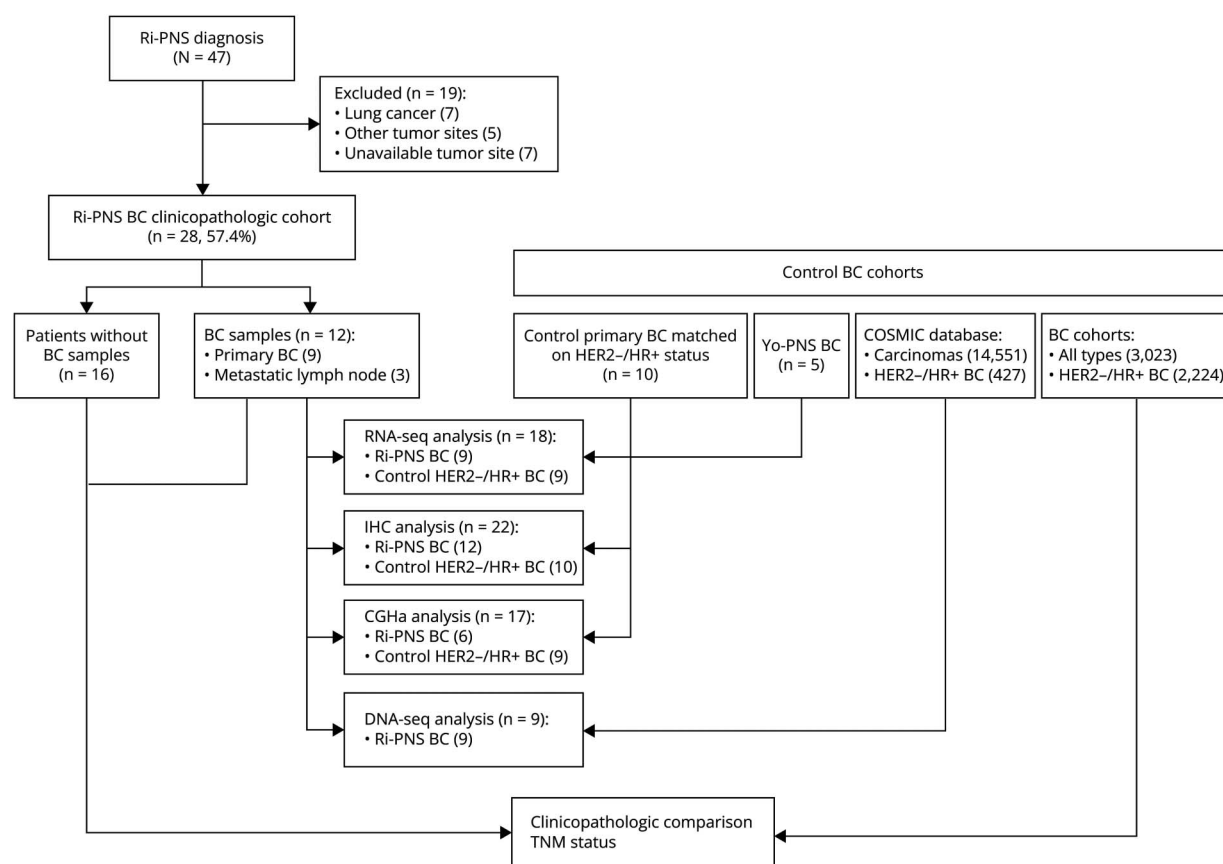 Ri-PNS diagnosis
(N = 47)
Excluded (n = 19):
• Lung cancer (7)
• Other tumor sites (5)
• Unavailable tumor site (7)
Ri-PNS BC clinicopathologic cohort
(n = 28, 57.4%)
Control BC cohorts
Patients without
BC samples
(n = 16)
BC samples (n = 12):
• Primary BC (9)
• Metastatic lymph node (3)
Control primary BC matched
on HER2–/HR+ status
(n = 10)
Yo-PNS BC
(n = 5)
COSMIC database:
• Carcinomas (14,551)
• HER2–/HR+ BC (427)
BC cohorts:
• All types (3,023)
• HER2–/HR+ BC (2,224)
RNA-seq analysis (n = 18):
• Ri-PNS BC (9)
• Control HER2–/HR+ BC (9)
IHC analysis (n = 22):
• Ri-PNS BC (12)
• Control HER2–/HR+ BC (10)
CGHa analysis (n = 17):
• Ri-PNS BC (6)
• Control HER2–/HR+ BC (9)
DNA-seq analysis (n = 9):
• Ri-PNS BC (9)
Clinicopathologic comparison
TNM status